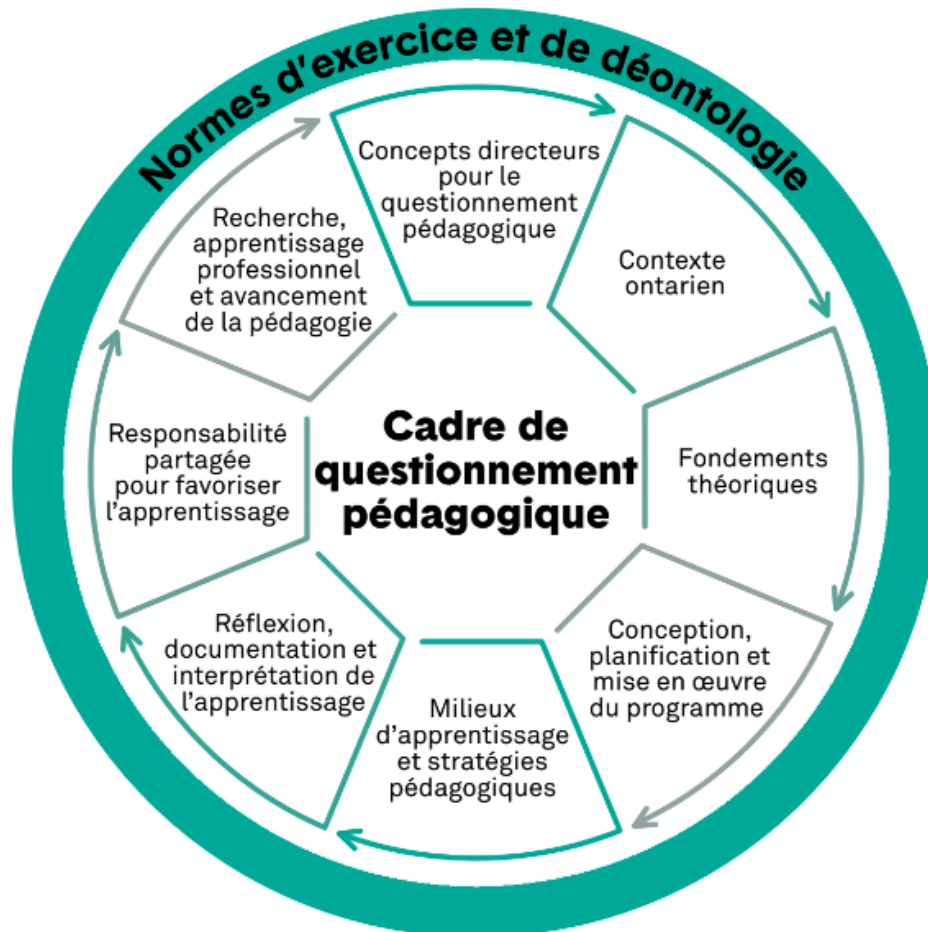 Normes d'exercice et de déontologie
Concepts directeurs
pour le
questionnement
pédagogique
Contexte
ontarien
Fondements
théoriques
Conception,
planification et
mise en œuvre
du programme
Milieux
d'apprentissage
et stratégies
pédagogiques
Réflexion,
documentation et
interprétation de
l'apprentissage
Responsabilité
partagée
pour favoriser
l'apprentissage
Recherche,
apprentissage
professionnel
et avancement
de la pédagogie
Cadre de
questionnement
pédagogique